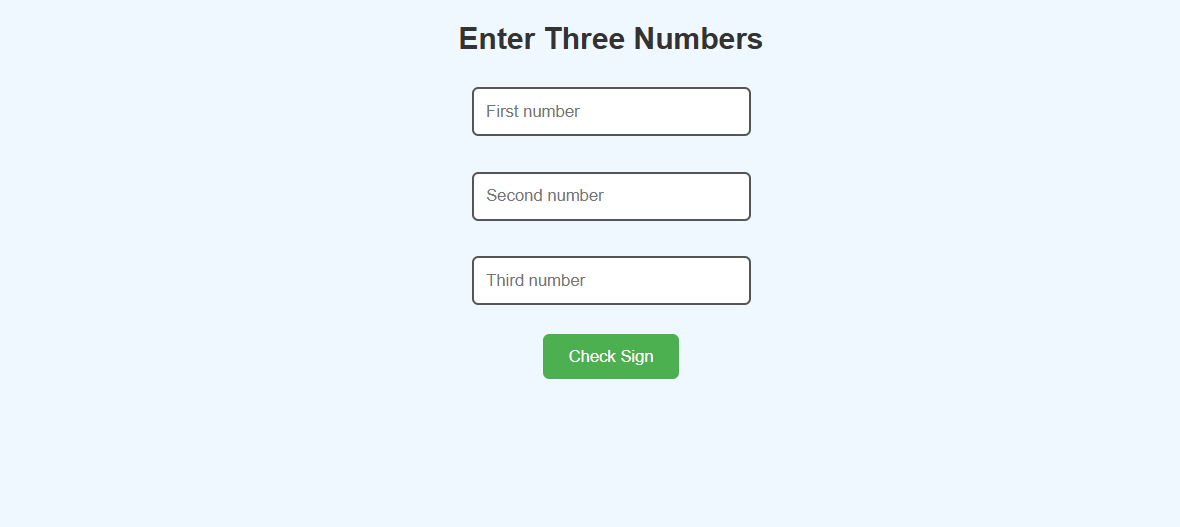 Enter Three Numbers
First number
Second number
Third number
Check Sign